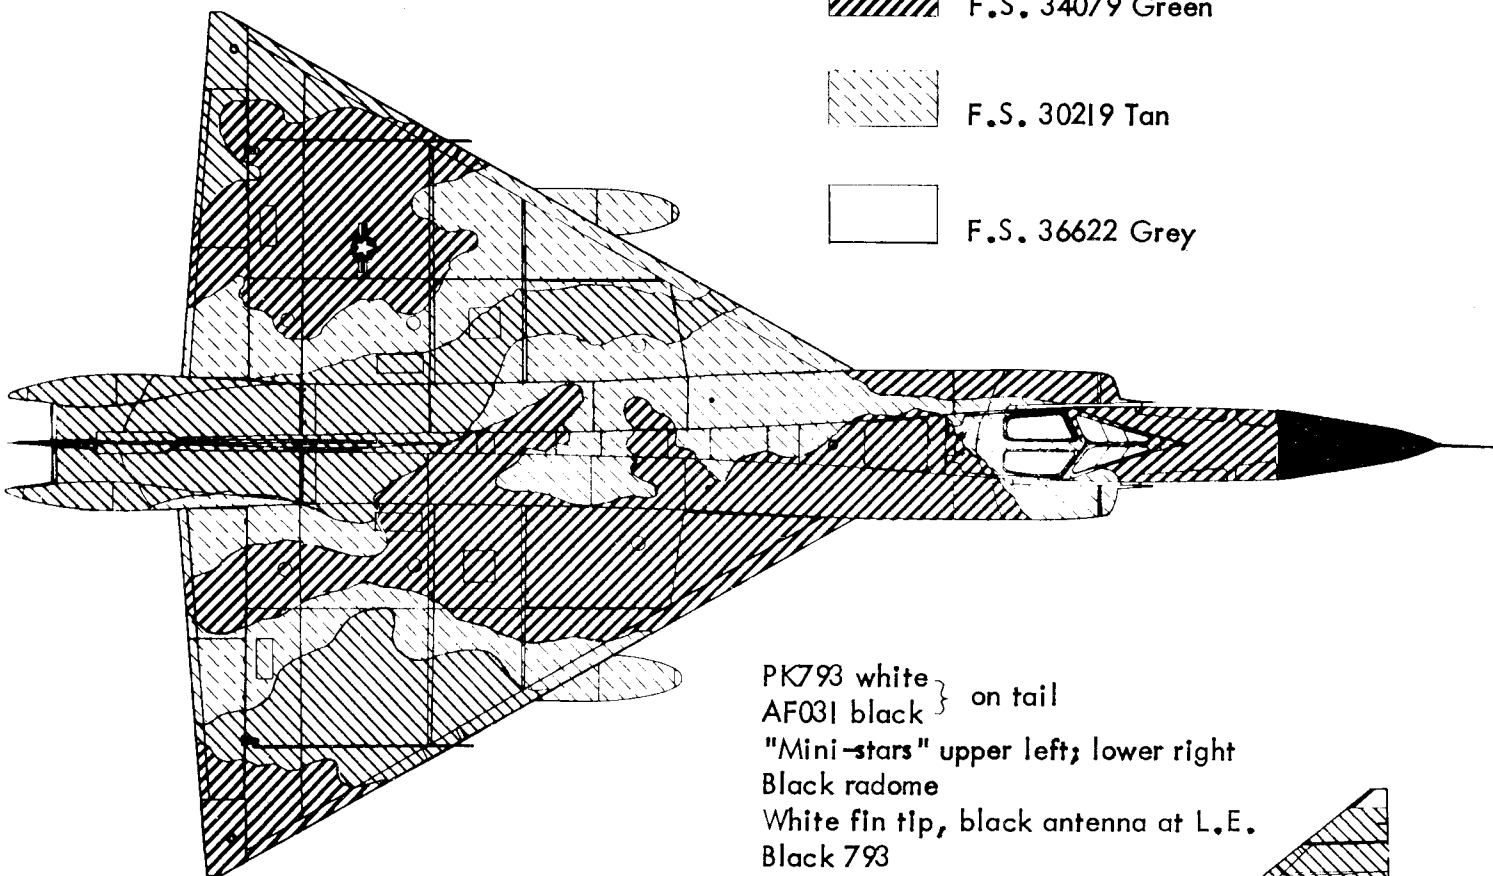 F.S. 34079 Green
F.S. 30219 Tan
F.S. 36622 Grey
PK793 white
AF031 black } on tail
"Mini-stars" upper left; lower right
Black radome
White fin tip, black antenna at L.E.
Black 793